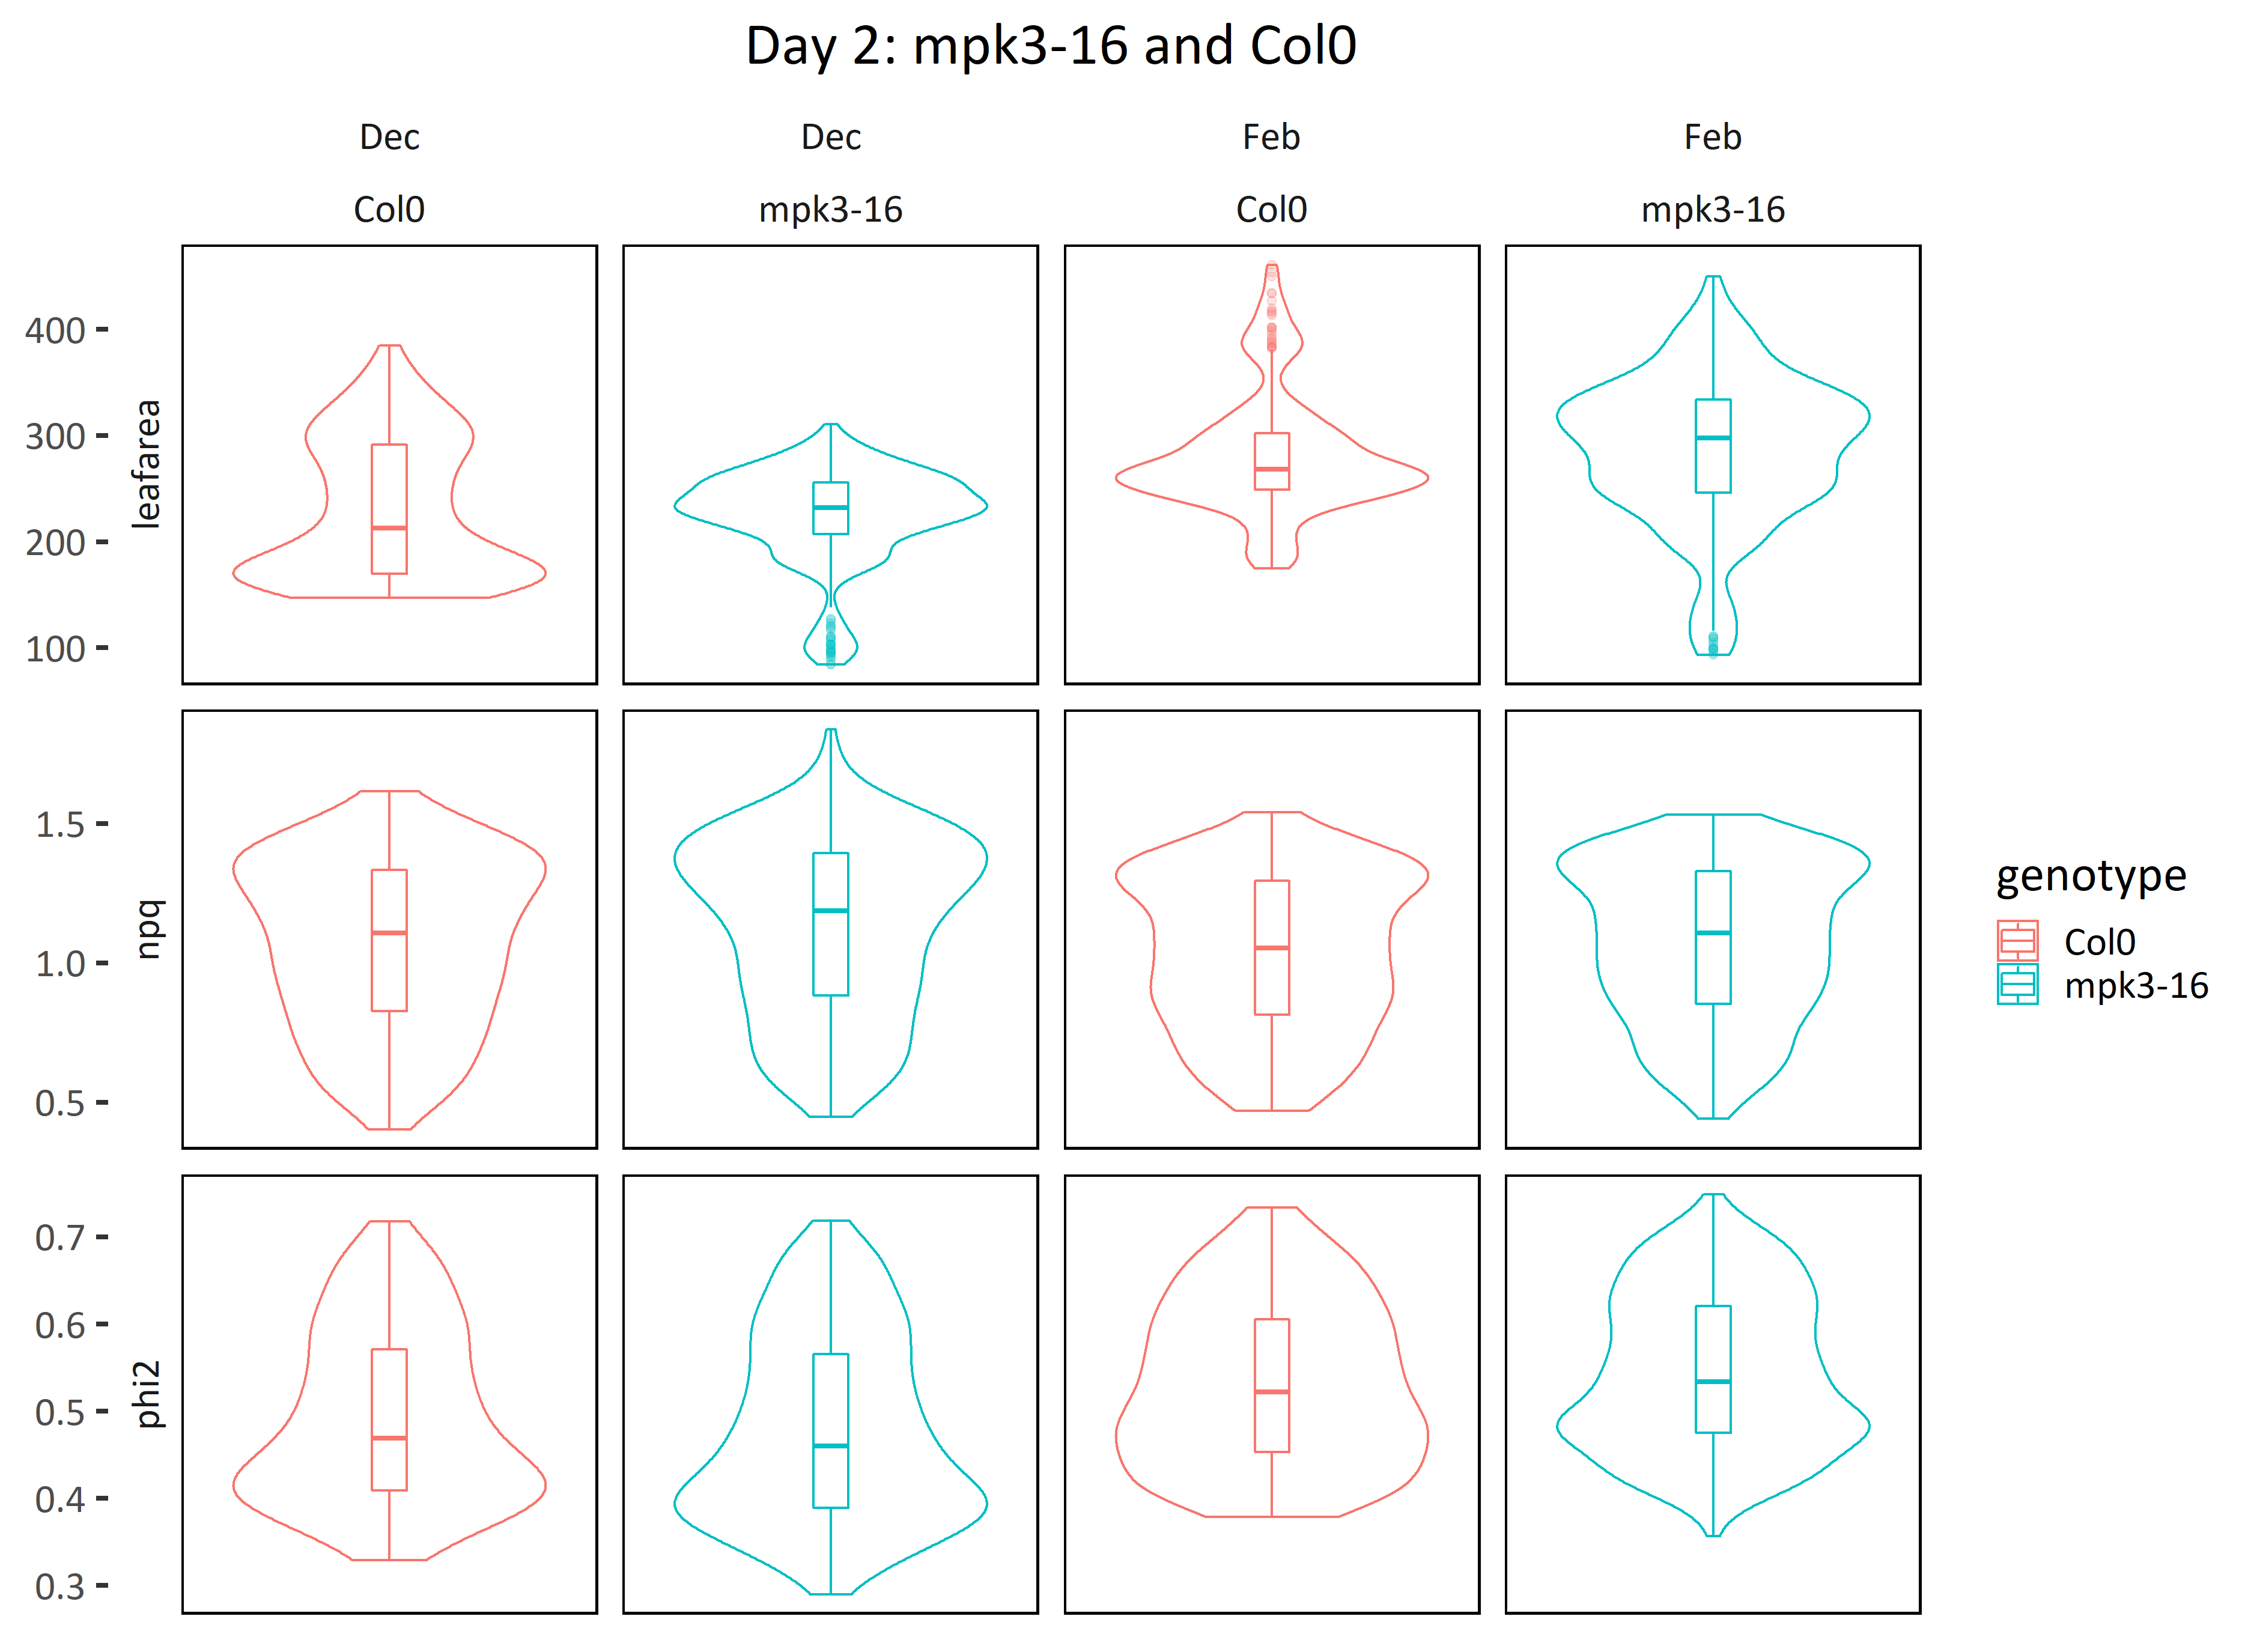 Day 2: mpk3-16 and Col0
Dec Dec Feb Feb
Col0 mpk3-16 Col0 mpk3-16
leafarea
400
300
200
100
npq
1.5
1.0
0.5
phi2
0.7
0.6
0.5
0.4
0.3
genotype
Col0
mpk3-16